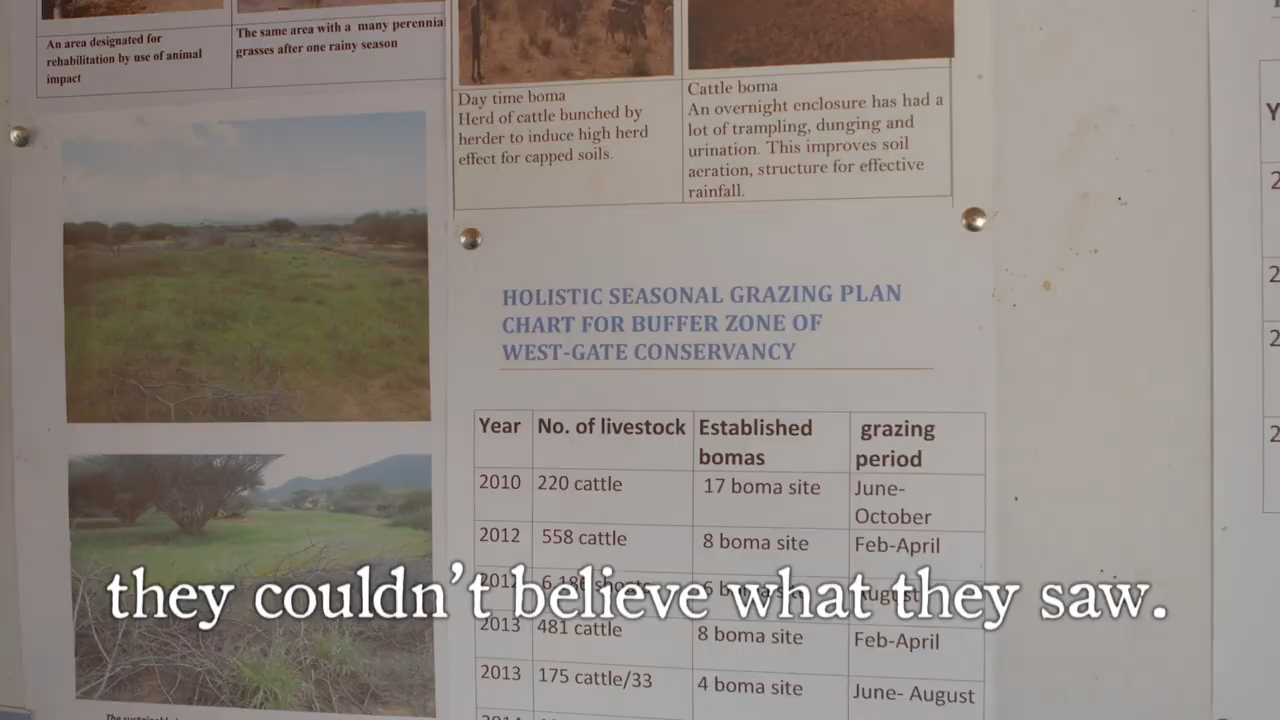 An area designated for
rehabilitation by use of animal
impact
The same area with a many perennia
grasses after one rainy season
Day time boma
Herd of cattle bunched by
herder to induce high herd
effect for capped soils.
Cattle boma
An overnight enclosure has had a
lot of trampling, dunging and
urination. This improves soil
aeration, structure for effective
rainfall.
HOLISTIC SEASONAL GRAZING PLAN
CHART FOR BUFFER ZONE OF
WEST-GATE CONSERVANCY
Year No. of livestock Established bomas grazing period
2010 220 cattle 17 boma site June- October
2012 558 cattle 8 boma site Feb-April
2012 6 boma site August
they couldn't believe what they saw.
2013 481 cattle 8 boma site Feb-April
2013 175 cattle/33 4 boma site June- August